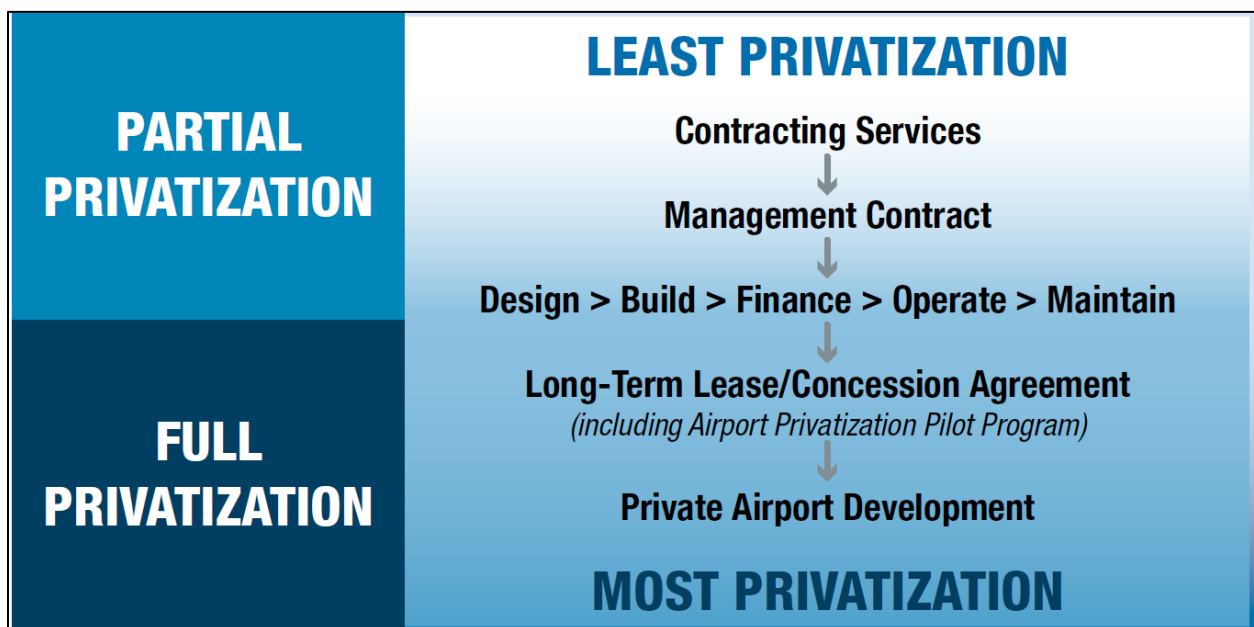 PARTIAL
PRIVATIZATION
FULL
PRIVATIZATION
LEAST PRIVATIZATION
Contracting Services
Management Contract
Design > Build > Finance > Operate > Maintain
Long-Term Lease/Concession Agreement
(including Airport Privatization Pilot Program)
Private Airport Development
MOST PRIVATIZATION